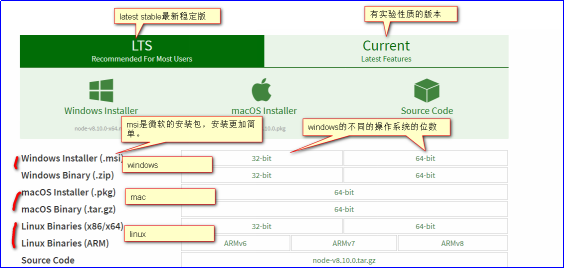 latest stable最新稳定版
有实验性质的版本
LTS
Recommended For Most Users
Current
Latest Features
Windows Installer
macOS Installer
Source Code
node-v8.10.0-x64.
.10.0.pkg
msi是微软的安装包，安装更加简单。
windows的不同的操作系统的位数
Windows Installer (.msi)
windows
32-bit
64-bit
Windows Binary (.zip)
32-bit
64-bit
macOS Installer (.pkg)
mac
64-bit
macOS Binary (.tar.gz)
64-bit
Linux Binaries (x86/x64)
linux
32-bit
64-bit
Linux Binaries (ARM)
ARMv6
ARMv7
ARMv8
Source Code
node-v8.10.0.tar.gz